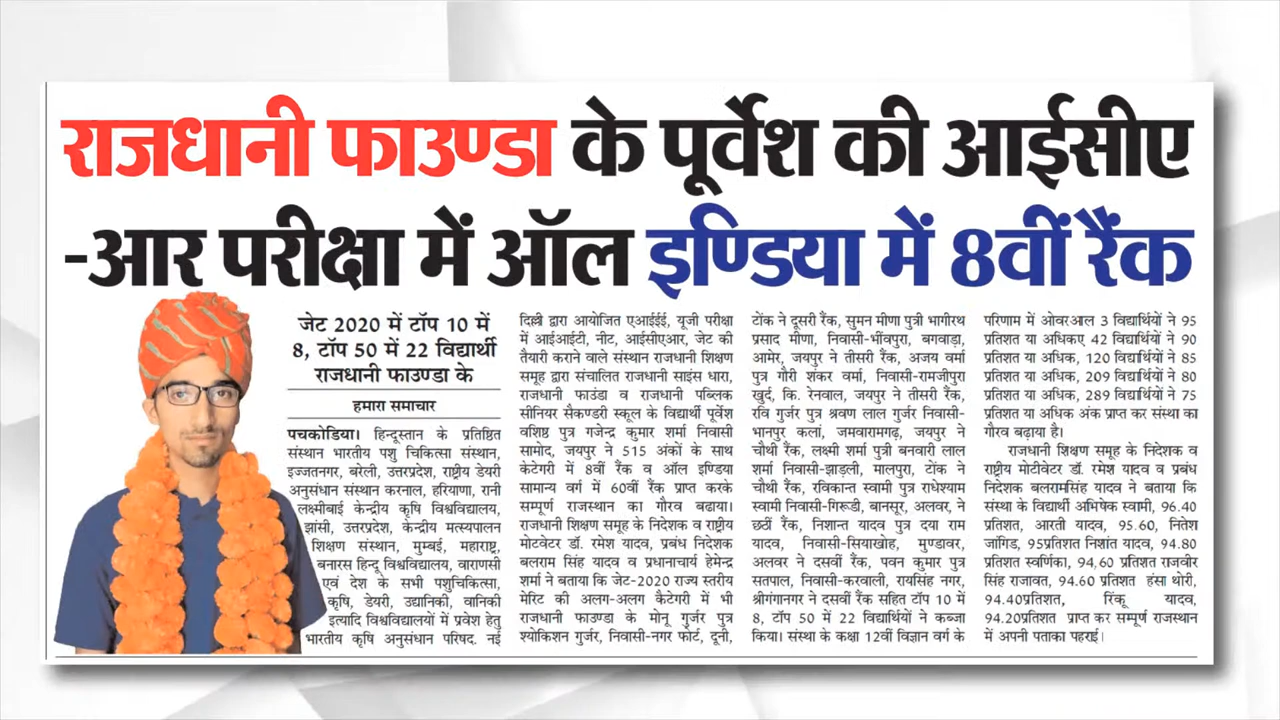 राजधानी फाउण्डा के पूर्वेश की आईसीए
-आर परीक्षा में ऑल इण्डिया में 8वीं रैंक
जेट 2020 में टॉप 10 में
8, टॉप 50 में 22 विद्यार्थी
राजधानी फाउण्डा के
हमारा समाचार
पचकोडिया। हिन्दूस्तान के प्रतिष्ठित
संस्थान भारतीय पशु चिकित्सा संस्थान,
इज्जतनगर, बरेली, उत्तरप्रदेश, राष्ट्रीय डेयरी
अनुसंधान संस्थान करनाल, हरियाणा, रानी
लक्ष्मीबाई केन्द्रीय कृषि विश्वविद्यालय,
झांसी, उत्तरप्रदेश, केन्द्रीय मत्स्यपालन
शिक्षण संस्थान, मुम्बई, महाराष्ट्र,
बनारस हिन्दू विश्वविद्यालय, वाराणसी
एवं देश के सभी पशुचिकित्सा,
कृषि, डेयरी, उद्यानिकी, वानिकी
इत्यादि विश्वविद्यालयों में प्रवेश हेतु
भारतीय कृषि अनुसंधान परिषद. नई
दिल्ली द्वारा आयोजित एआईईई, यूजी परीक्षा
में आईआईटी, नीट, आईसीएआर, जेट की
तैयारी कराने वाले संस्थान राजधानी शिक्षण
समूह द्वारा संचालित राजधानी साइंस धारा,
राजधानी फाऊंडा व राजधानी पब्लिक
सीनियर सैकण्डरी स्कूल के विद्यार्थी पूर्वेश
वशिष्ठ पुत्र गजेन्द्र कुमार शर्मा निवासी
सामोद, जयपुर ने 515 अंकों के साथ
केटेगरी में 8वीं रैंक व ऑल इण्डिया
सामान्य वर्ग में 60वीं रैंक प्राप्त करके
सम्पूर्ण राजस्थान का गौरव बढाया।
राजधानी शिक्षण समूह के निदेशक व राष्ट्रीय
मोटवेटर डॉ. रमेश यादव, प्रबंध निदेशक
बलराम सिंह यादव व प्रधानाचार्य हेमेन्द्र
शर्मा ने बताया कि जेट-2020 राज्य स्तरीय
मेरिट की अलग-अलग कैटेगरी में भी
राजधानी फाउण्डा के मोनू गुर्जर पुत्र
श्योकिशन गुर्जर, निवासी-नगर फोर्ट, दूनी,
टोंक ने दूसरी रैंक, सुमन मीणा पुत्री भागीरथ
प्रसाद मीणा, निवासी-भींवपुरा, बगवाड़ा,
आमेर, जयपुर ने तीसरी रैंक, अजय वर्मा
पुत्र गौरी शंकर वर्मा, निवासी-रामजीपुरा
खुर्द, कि. रेनवाल, जयपुर ने तीसरी रैंक,
रवि गुर्जर पुत्र श्रवण लाल गुर्जर निवासी-
भानपुर कलां, जमवारामगढ़, जयपुर ने
चौथी रैंक, लक्ष्मी शर्मा पुत्री बनवारी लाल
शर्मा निवासी-झाड़ली, मालपुरा, टोंक ने
चौथी रैंक, रविकान्त स्वामी पुत्र राधेश्याम
स्वामी निवासी-गिरूडी, बानसूर, अलवर, ने
छठीं रैंक, निशान्त यादव पुत्र दया राम
यादव, निवासी-सियाखोह, मुण्डावर,
अलवर ने दसवीं रैंक, पवन कुमार पुत्र
सतपाल, निवासी-करवाली, रायसिंह नगर,
श्रीगंगानगर ने दसवीं रैंक सहित टॉप 10 में
8, टॉप 50 में 22 विद्यार्थियों ने कब्जा
किया। संस्था के कक्षा 12वीं विज्ञान वर्ग के
परिणाम में ओवरआल 3 विद्यार्थियों ने 95
प्रतिशत या अधिकए 42 विद्यार्थियों ने 90
प्रतिशत या अधिक, 120 विद्यार्थियों ने 85
प्रतिशत या अधिक, 209 विद्यार्थियों ने 80
प्रतिशत या अधिक, 289 विद्यार्थियों ने 75
प्रतिशत या अधिक अंक प्राप्त कर संस्था का
गौरव बढ़ाया है।
राजधानी शिक्षण समूह के निदेशक व
राष्ट्रीय मोटीवेटर डॉ. रमेश यादव व प्रबंध
निदेशक बलरामसिंह यादव ने बताया कि
संस्था के विद्यार्थी अभिषेक स्वामी, 96.40
प्रतिशत, आरती यादव, 95.60, नितेश
जांगिड, 95प्रतिशत निशांत यादव, 94.80
प्रतिशत स्वर्णिका, 94.60 प्रतिशत राजवीर
सिंह राजावत, 94.60 प्रतिशत हंसा थोरी,
94.40प्रतिशत, रिंकू यादव,
94.20प्रतिशत प्राप्त कर सम्पूर्ण राजस्थान
में अपनी पताका पहराई।